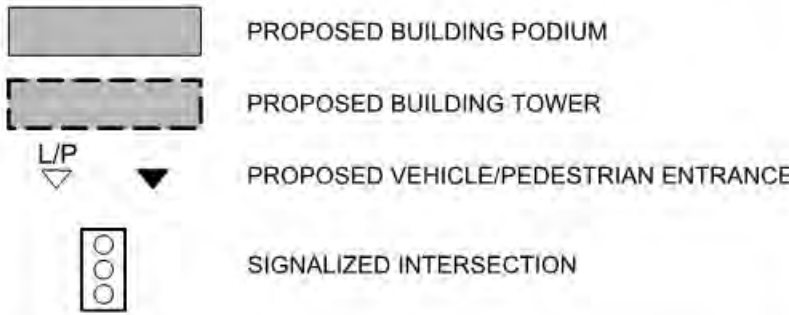 PROPOSED BUILDING PODIUM
PROPOSED BUILDING TOWER
L/P
PROPOSED VEHICLE/PEDESTRIAN ENTRANCE
SIGNALIZED INTERSECTION